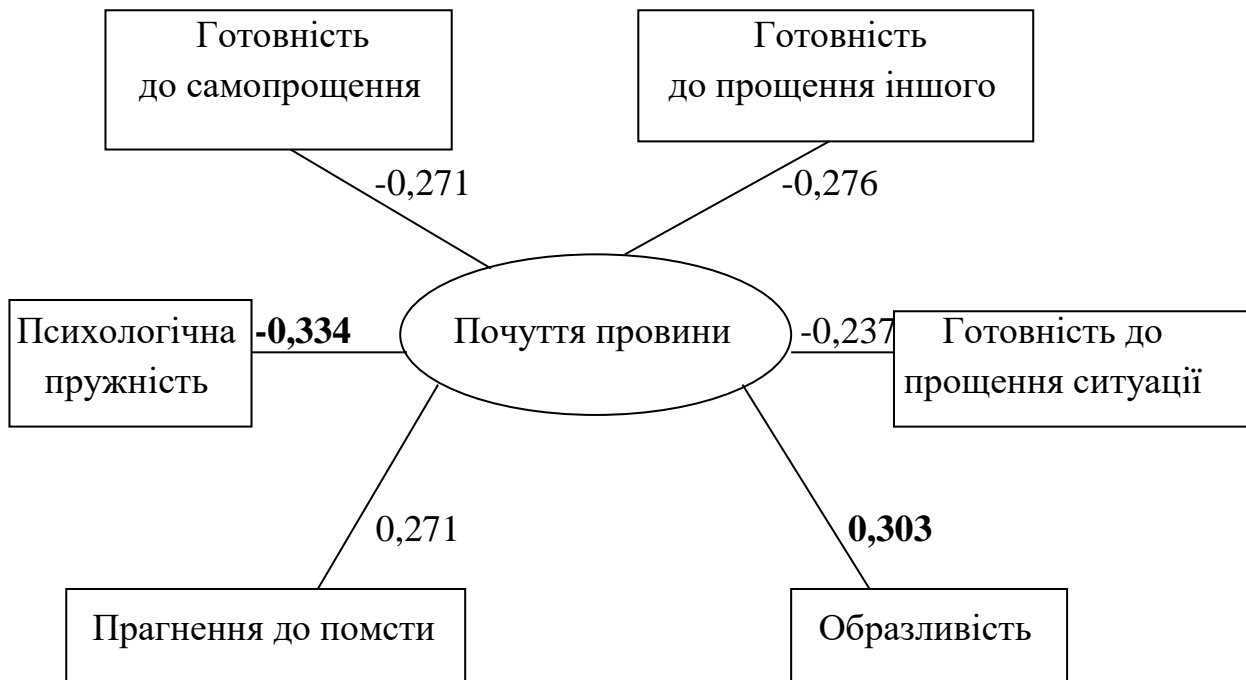 Готовність
до самопрощення
Готовність
до прощення іншого
-0,271
-0,276
Психологічна
пружність
-0,334
Почуття провини
-0,237
Готовність до
прощення ситуації
0,271
0,303
Прагнення до помсти
Образливість